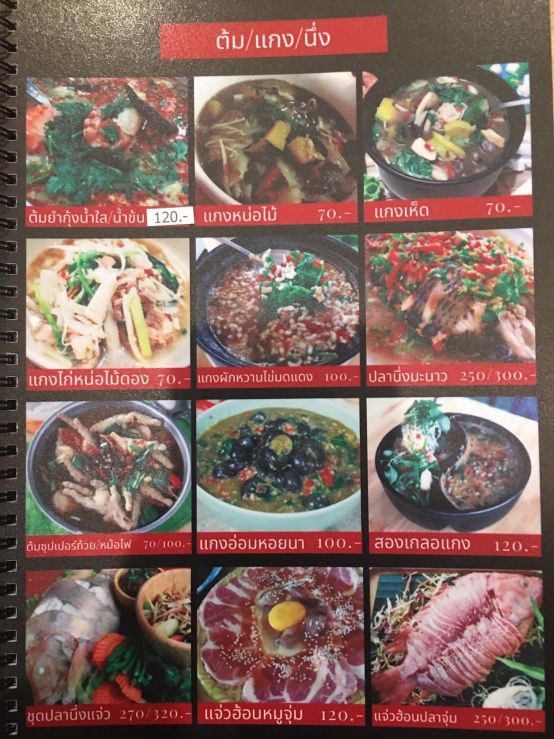 ต้ม/แกง/นึ่ง
ต้มยำกุ้งน้ำใส/น้ำข้น 120.-
แกงหน่อไม้ 70.-
แกงเห็ด 70.-
แกงไก่หน่อไม้ดอง 70.-
แกงผักหวานไข่มดแดง 100.-
ปลานึ่งมะนาว 250/300.-
ต้มซุปเปอร์ถ้วย/หม้อไฟ 70/100.-
แกงอ่อมหอยนา 100.-
สองเกลอแกง 120.-
ชุดปลานึ่งแจ่ว 270/320.-
แจ่วฮ้อนหมูจุ่ม 120.-
แจ่วฮ้อนปลาจุ่ม 250/300.-